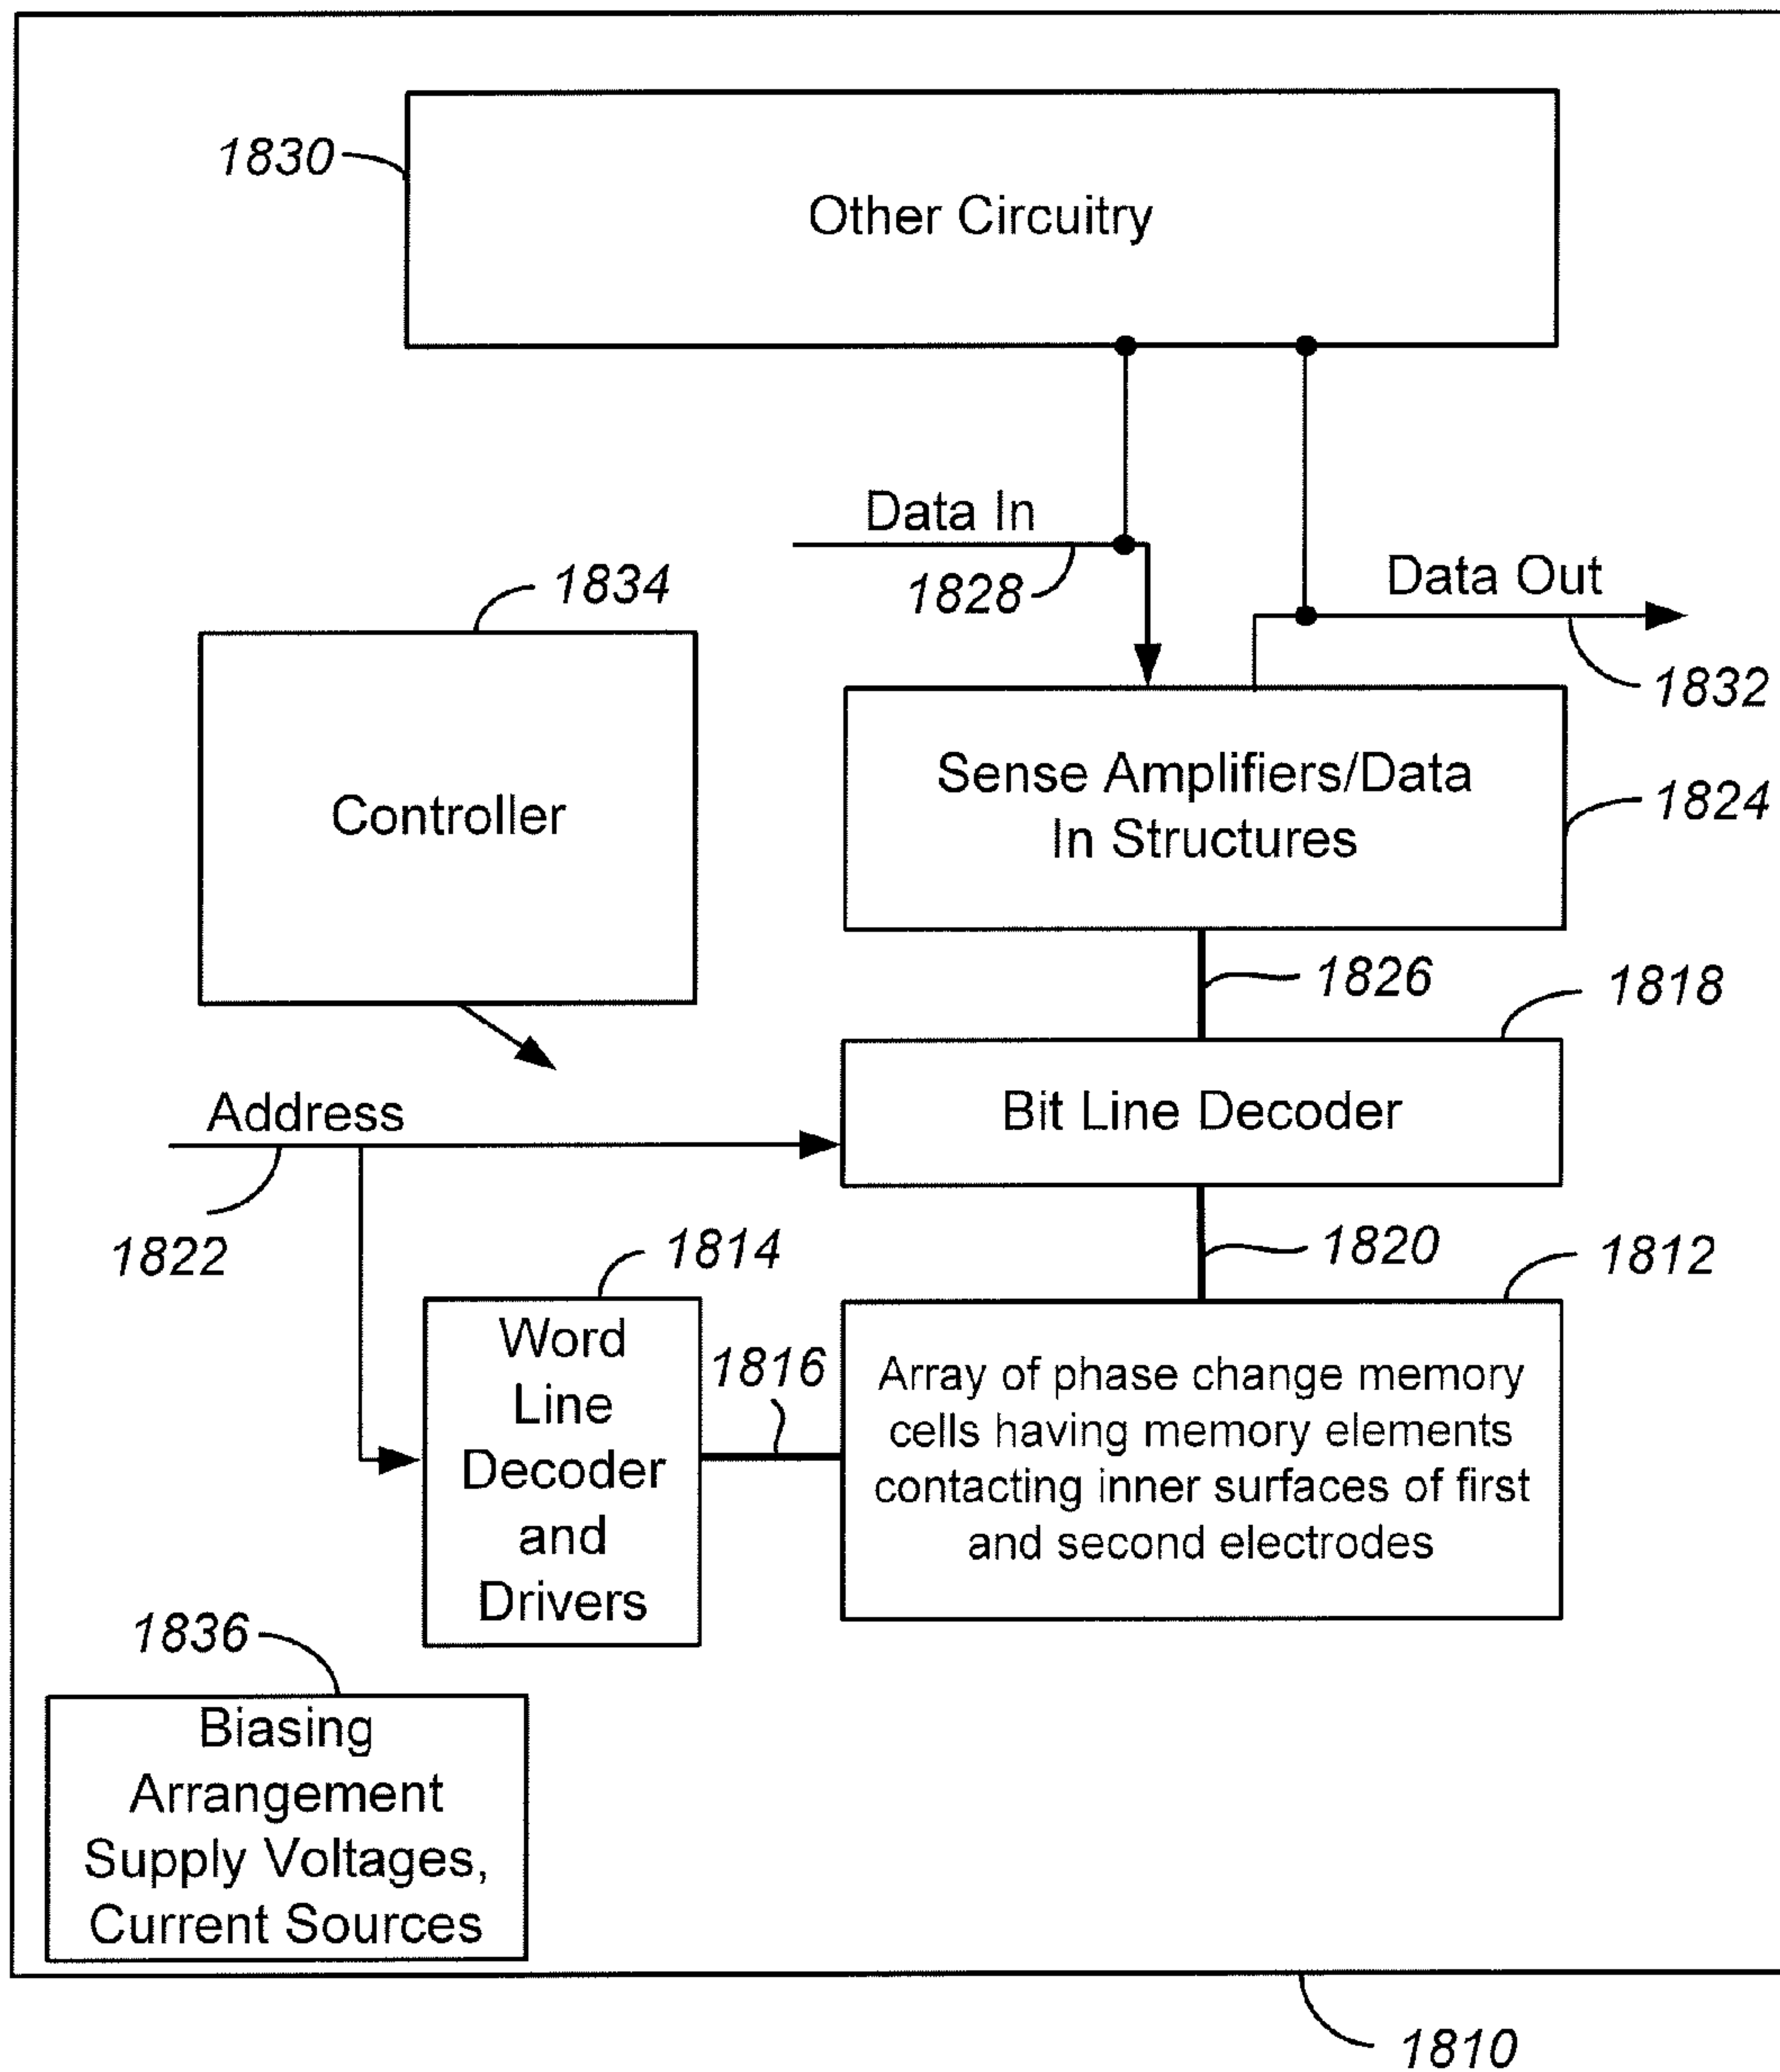 1830
Other Circuitry
Data In
1828
Data Out
1832
1834
Controller
Sense Amplifiers/Data
In Structures
1824
1826
1818
Address
1822
Bit Line Decoder
1820
1814
Word
Line
Decoder
and
Drivers
1816
1812
Array of phase change memory
cells having memory elements
contacting inner surfaces of first
and second electrodes
1836
Biasing
Arrangement
Supply Voltages,
Current Sources
1810